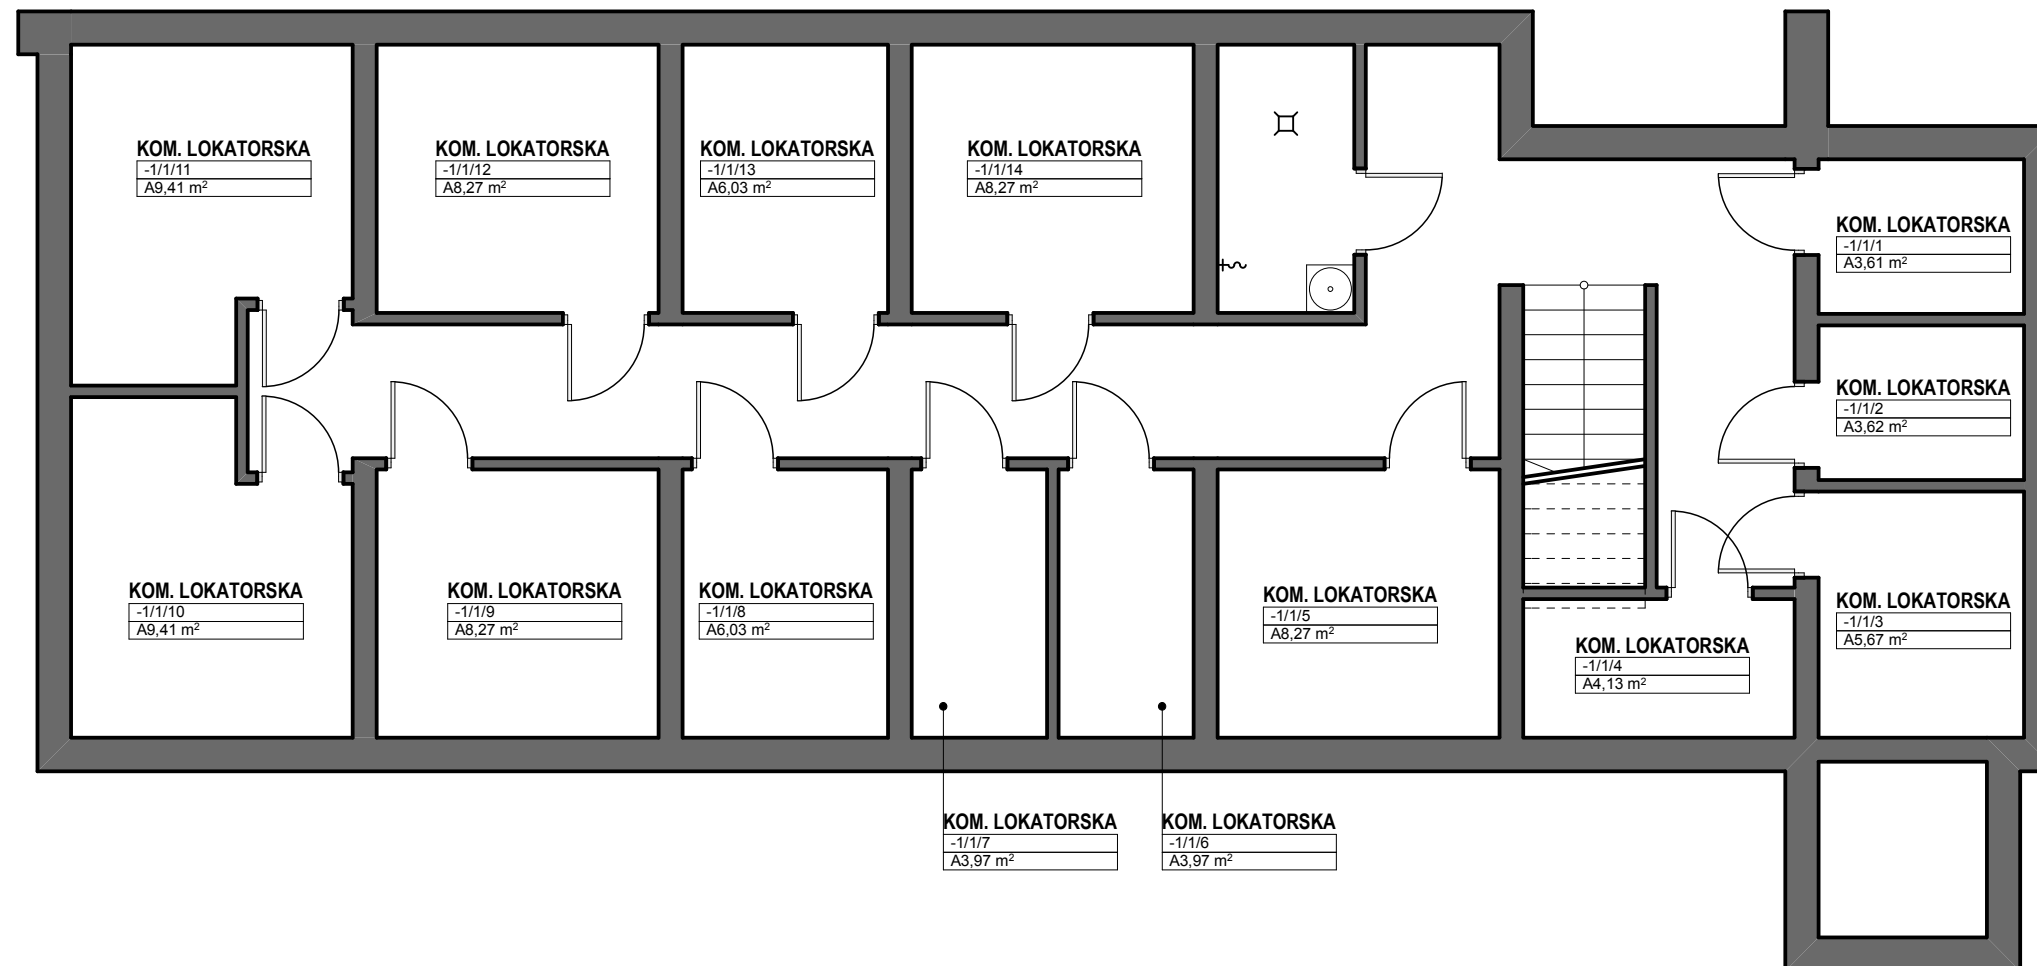 KOM. LOKATORSKA
-1/1/11
A9,41 m²
KOM. LOKATORSKA
-1/1/12
A8,27 m²
KOM. LOKATORSKA
-1/1/13
A6,03 m²
KOM. LOKATORSKA
-1/1/14
A8,27 m²
KOM. LOKATORSKA
-1/1/1
A3,61 m²
KOM. LOKATORSKA
-1/1/2
A3,62 m²
KOM. LOKATORSKA
-1/1/10
A9,41 m²
KOM. LOKATORSKA
-1/1/9
A8,27 m²
KOM. LOKATORSKA
-1/1/8
A6,03 m²
KOM. LOKATORSKA
-1/1/5
A8,27 m²
KOM. LOKATORSKA
-1/1/4
A4,13 m²
KOM. LOKATORSKA
-1/1/3
A5,67 m²
KOM. LOKATORSKA
-1/1/7
A3,97 m²
KOM. LOKATORSKA
-1/1/6
A3,97 m²